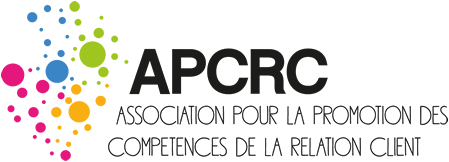 APCRC
ASSOCIATION POUR LA PROMOTION DES
COMPETENCES DE LA RELATION CLIENT